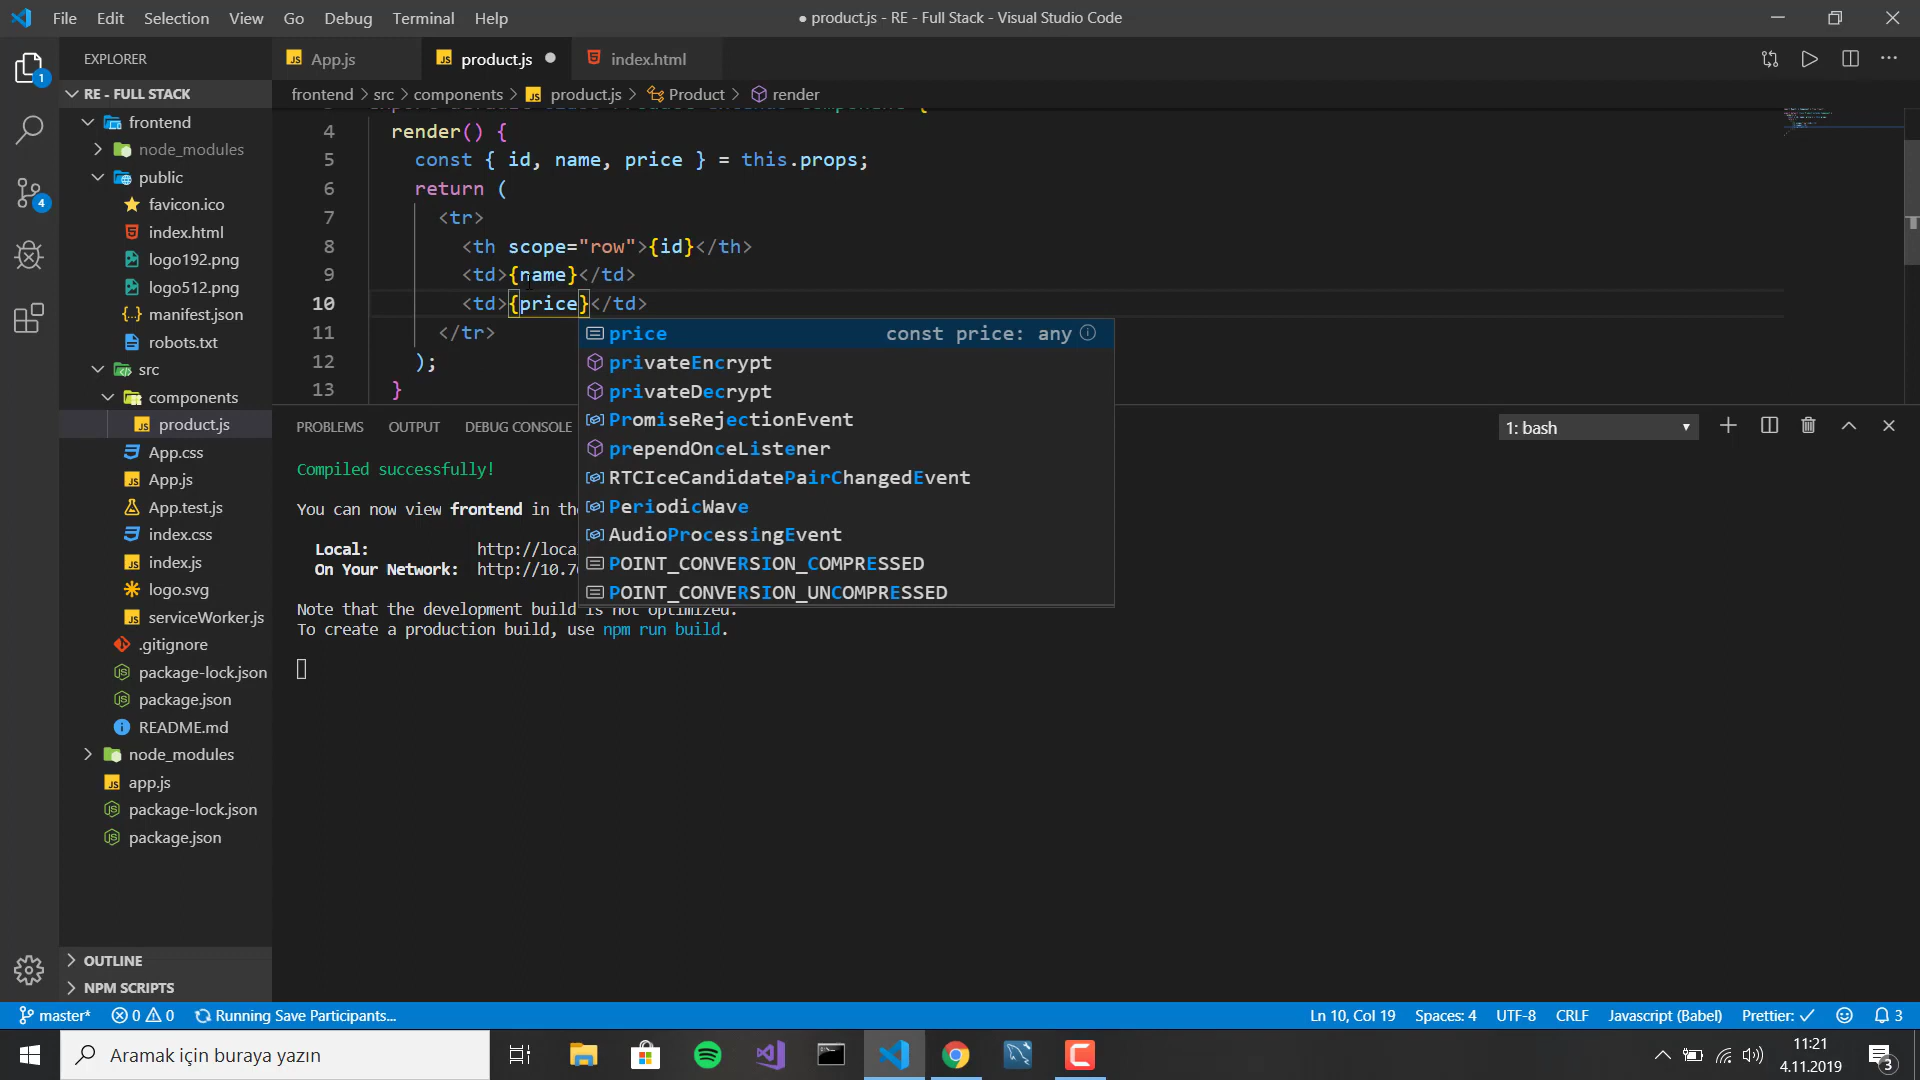 File Edit Selection View Go Debug Terminal Help
● product.js - RE - Full Stack - Visual Studio Code
EXPLORER
App.js
product.js
index.html
RE - FULL STACK
frontend > src > components > product.js > Product > render
frontend
node_modules
public
favicon.ico
index.html
logo192.png
logo512.png
manifest.json
robots.txt
src
components
product.js
App.css
App.js
App.test.js
index.css
index.js
logo.svg
serviceWorker.js
.gitignore
package-lock.json
package.json
README.md
node_modules
app.js
package-lock.json
package.json
OUTLINE
NPM SCRIPTS
1
4
4 render() {
5 const { id, name, price } = this.props;
6 return (
7 <tr>
8 <th scope="row">{id}</th>
9 <td>{name}</td>
10 <td>{price}</td>
11 </tr>
12 );
13 }
price const price: any
privateEncrypt
privateDecrypt
PromiseRejectionEvent
prependOnceListener
RTCIceCandidatePairChangedEvent
PeriodicWave
AudioProcessingEvent
POINT_CONVERSION_COMPRESSED
POINT_CONVERSION_UNCOMPRESSED
PROBLEMS OUTPUT DEBUG CONSOLE
1: bash
Compiled successfully!
You can now view frontend in the
Local: http://loca
On Your Network: http://10.7
Note that the development build is not optimized.
To create a production build, use npm run build.
master* 0 0 Running Save Participants...
Ln 10, Col 19 Spaces: 4 UTF-8 CRLF Javascript (Babel) Prettier: ✓ 3
Aramak için buraya yazın
11:21
4.11.2019
3